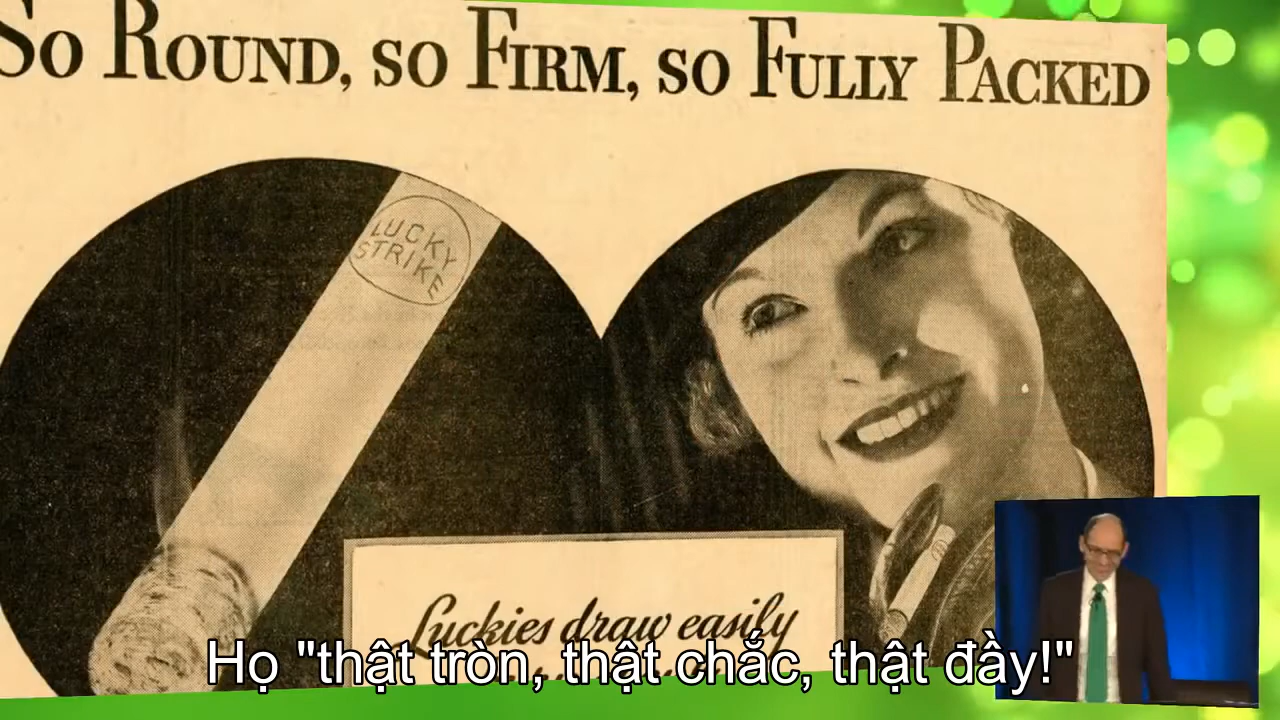 So Round, so Firm, so Fully Packed
LUCKY
STRIKE
Luckies draw easily
Họ "thật tròn, thật chắc, thật đầy!"